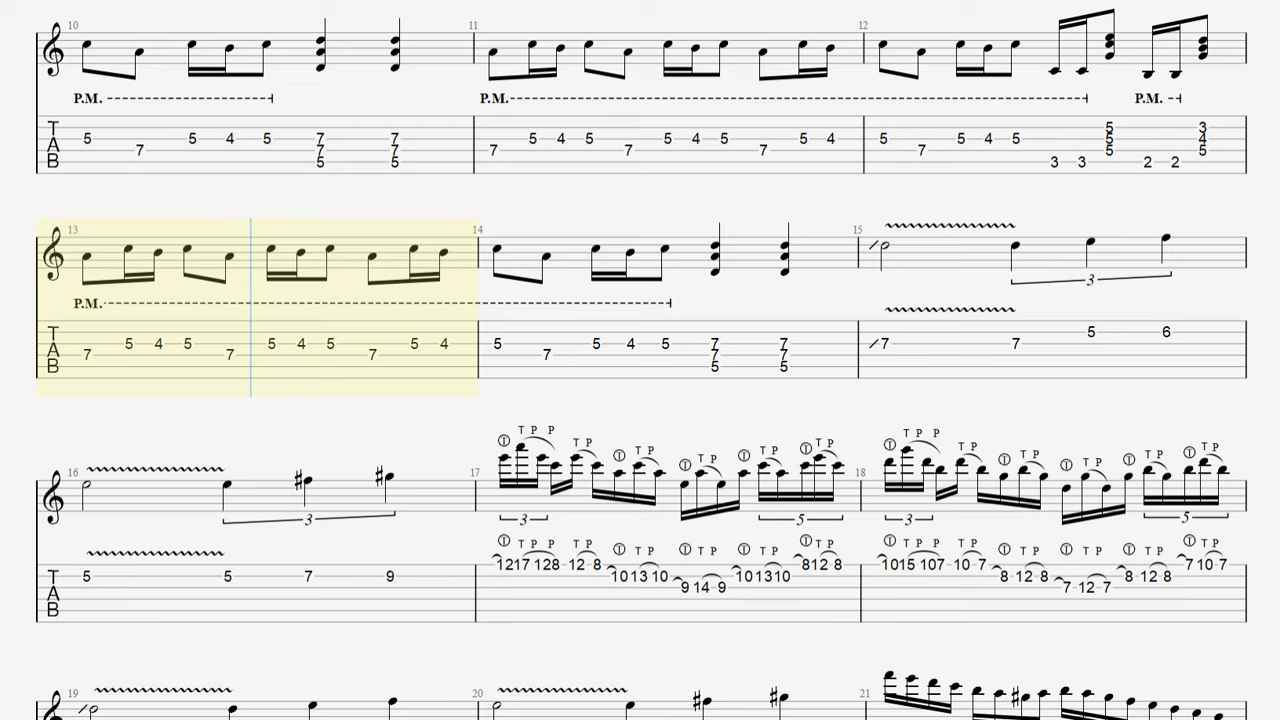 10 11 12
P.M. P.M. P.M.
T A B 5 7 5 4 5 7 7 5 7 7 5 7 5 4 5 7 5 4 5 7 5 4 5 7 5 4 5 3 3 5 5 5 2 2 3 4 5
13 14 15
3
P.M.
T A B 7 5 4 5 7 5 4 5 7 5 4 5 7 5 4 5 7 7 5 7 7 5 7 7 5 6
16 17 18
T P P T P T T P T T P T T P T T P T P P T P T T P T T P T T P T T P
3 3 5 3 5
T P P T P T T P T T P T T P T T P T P P T P T T P T T P T T P T T P
T A B 5 5 7 9 12 17 12 8 12 8 10 13 10 9 14 9 10 13 10 8 12 8 10 15 10 7 10 7 8 12 8 7 12 7 8 12 8 7 10 7
19 20 21